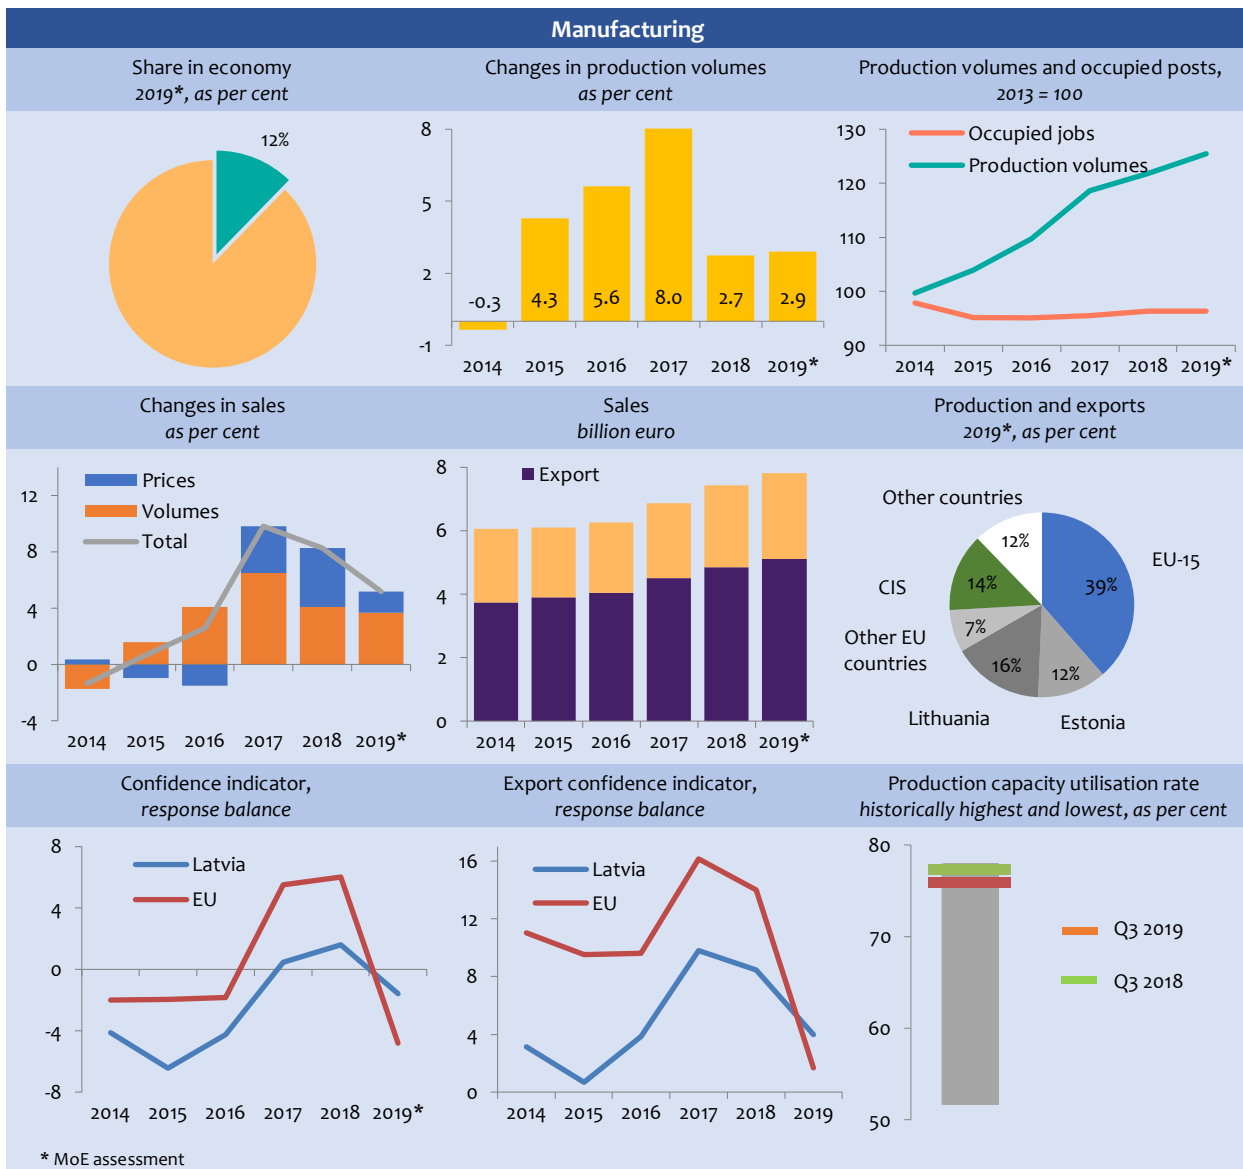 Manufacturing
Share in economy
2019*, as per cent
12%
Changes in production volumes
as per cent
8
5
2
-1
-0.3
4.3
5.6
8.0
2.7
2.9
2014 2015 2016 2017 2018 2019*
Production volumes and occupied posts,
2013 = 100
130
120
110
100
90
Occupied jobs
Production volumes
2014 2015 2016 2017 2018 2019*
Changes in sales
as per cent
12
8
4
0
-4
Prices
Volumes
Total
2014 2015 2016 2017 2018 2019*
Sales
billion euro
8
6
4
2
0
Export
2014 2015 2016 2017 2018 2019*
Production and exports
2019*, as per cent
Other countries
12%
EU-15
39%
CIS
14%
Other EU
countries
7%
16%
12%
Lithuania
Estonia
Confidence indicator,
response balance
8
4
0
-4
-8
Latvia
EU
2014 2015 2016 2017 2018 2019*
Export confidence indicator,
response balance
16
12
8
4
0
Latvia
EU
2014 2015 2016 2017 2018 2019
Production capacity utilisation rate
historically highest and lowest, as per cent
80
70
60
50
Q3 2019
Q3 2018
* MoE assessment